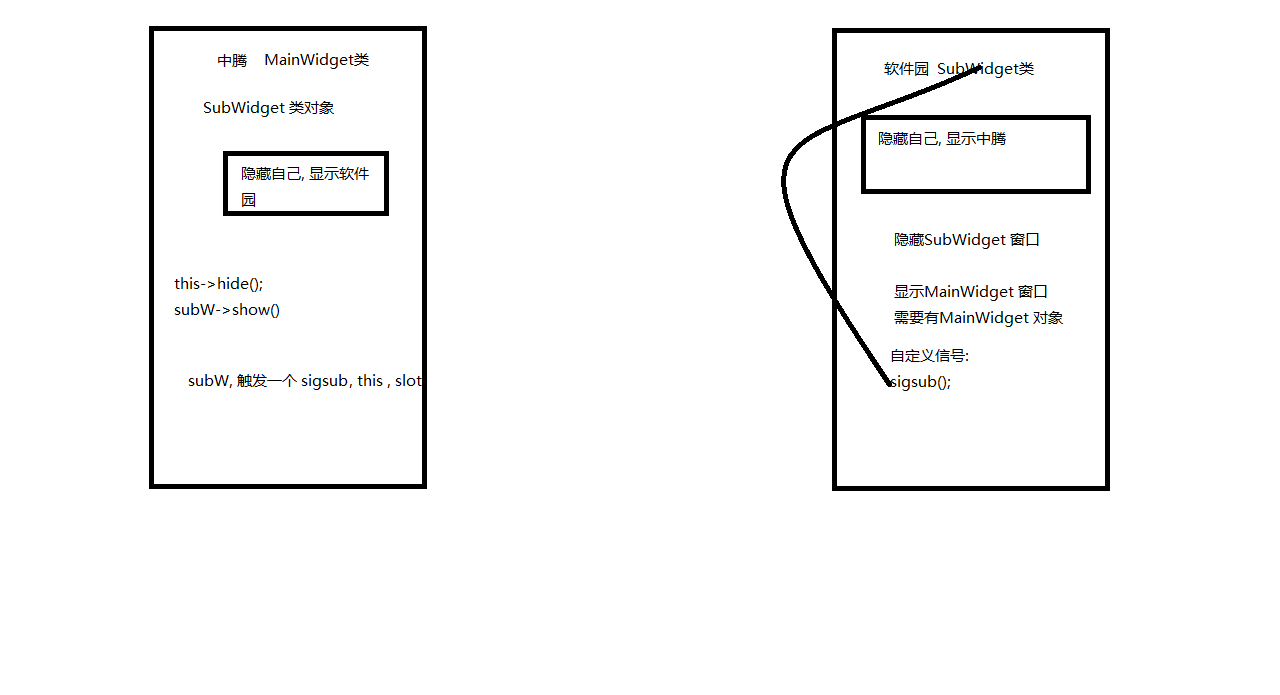 中腾 MainWidget类
SubWidget 类对象
隐藏自己, 显示软件
园
this->hide();
subW->show()
subW, 触发一个 sigsub, this , slot
软件园 SubWidget类
隐藏自己, 显示中腾
隐藏SubWidget 窗口
显示MainWidget 窗口
需要有MainWidget 对象
自定义信号:
sigsub();